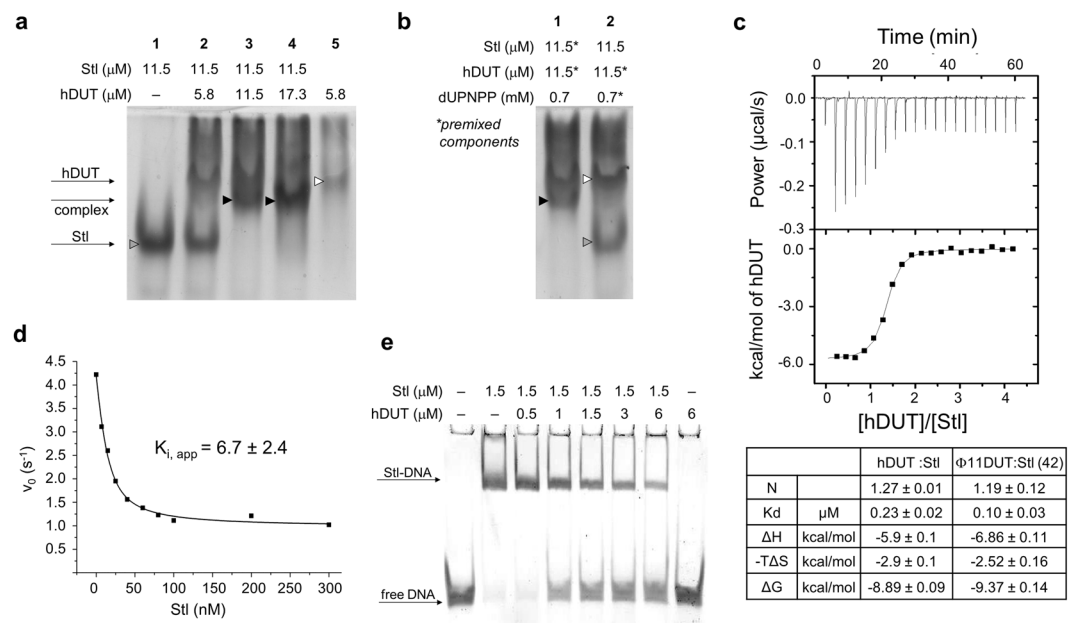 a
1 2 3 4 5
Stl (μM) 11.5 11.5 11.5 11.5
hDUT (μM) – 5.8 11.5 17.3 5.8
hDUT
complex
Stl
b
1 2
Stl (μM) 11.5* 11.5
hDUT (μM) 11.5* 11.5*
dUPNPP (mM) 0.7 0.7*
*premixed
components
c
Time (min)
0 10 20 30 40 50 60
Power (μcal/s)
0.0
-0.1
-0.2
-0.3
kcal/mol of hDUT
0.0
-3.0
-6.0
0 1 2 3 4
[hDUT]/[Stl]
hDUT :Stl Φ11DUT:Stl (42)
N 1.27 ± 0.01 1.19 ± 0.12
Kd μM 0.23 ± 0.02 0.10 ± 0.03
ΔH kcal/mol -5.9 ± 0.1 -6.86 ± 0.11
-TΔS kcal/mol -2.9 ± 0.1 -2.52 ± 0.16
ΔG kcal/mol -8.89 ± 0.09 -9.37 ± 0.14
d
v0 (s-1)
4.5
4.0
3.5
3.0
2.5
2.0
1.5
1.0
0.5
Ki, app = 6.7 ± 2.4
0 50 100 150 200 250 300
Stl (nM)
e
Stl (μM) – 1.5 1.5 1.5 1.5 1.5 1.5 –
hDUT (μM) – – 0.5 1 1.5 3 6 6
Stl-DNA
free DNA